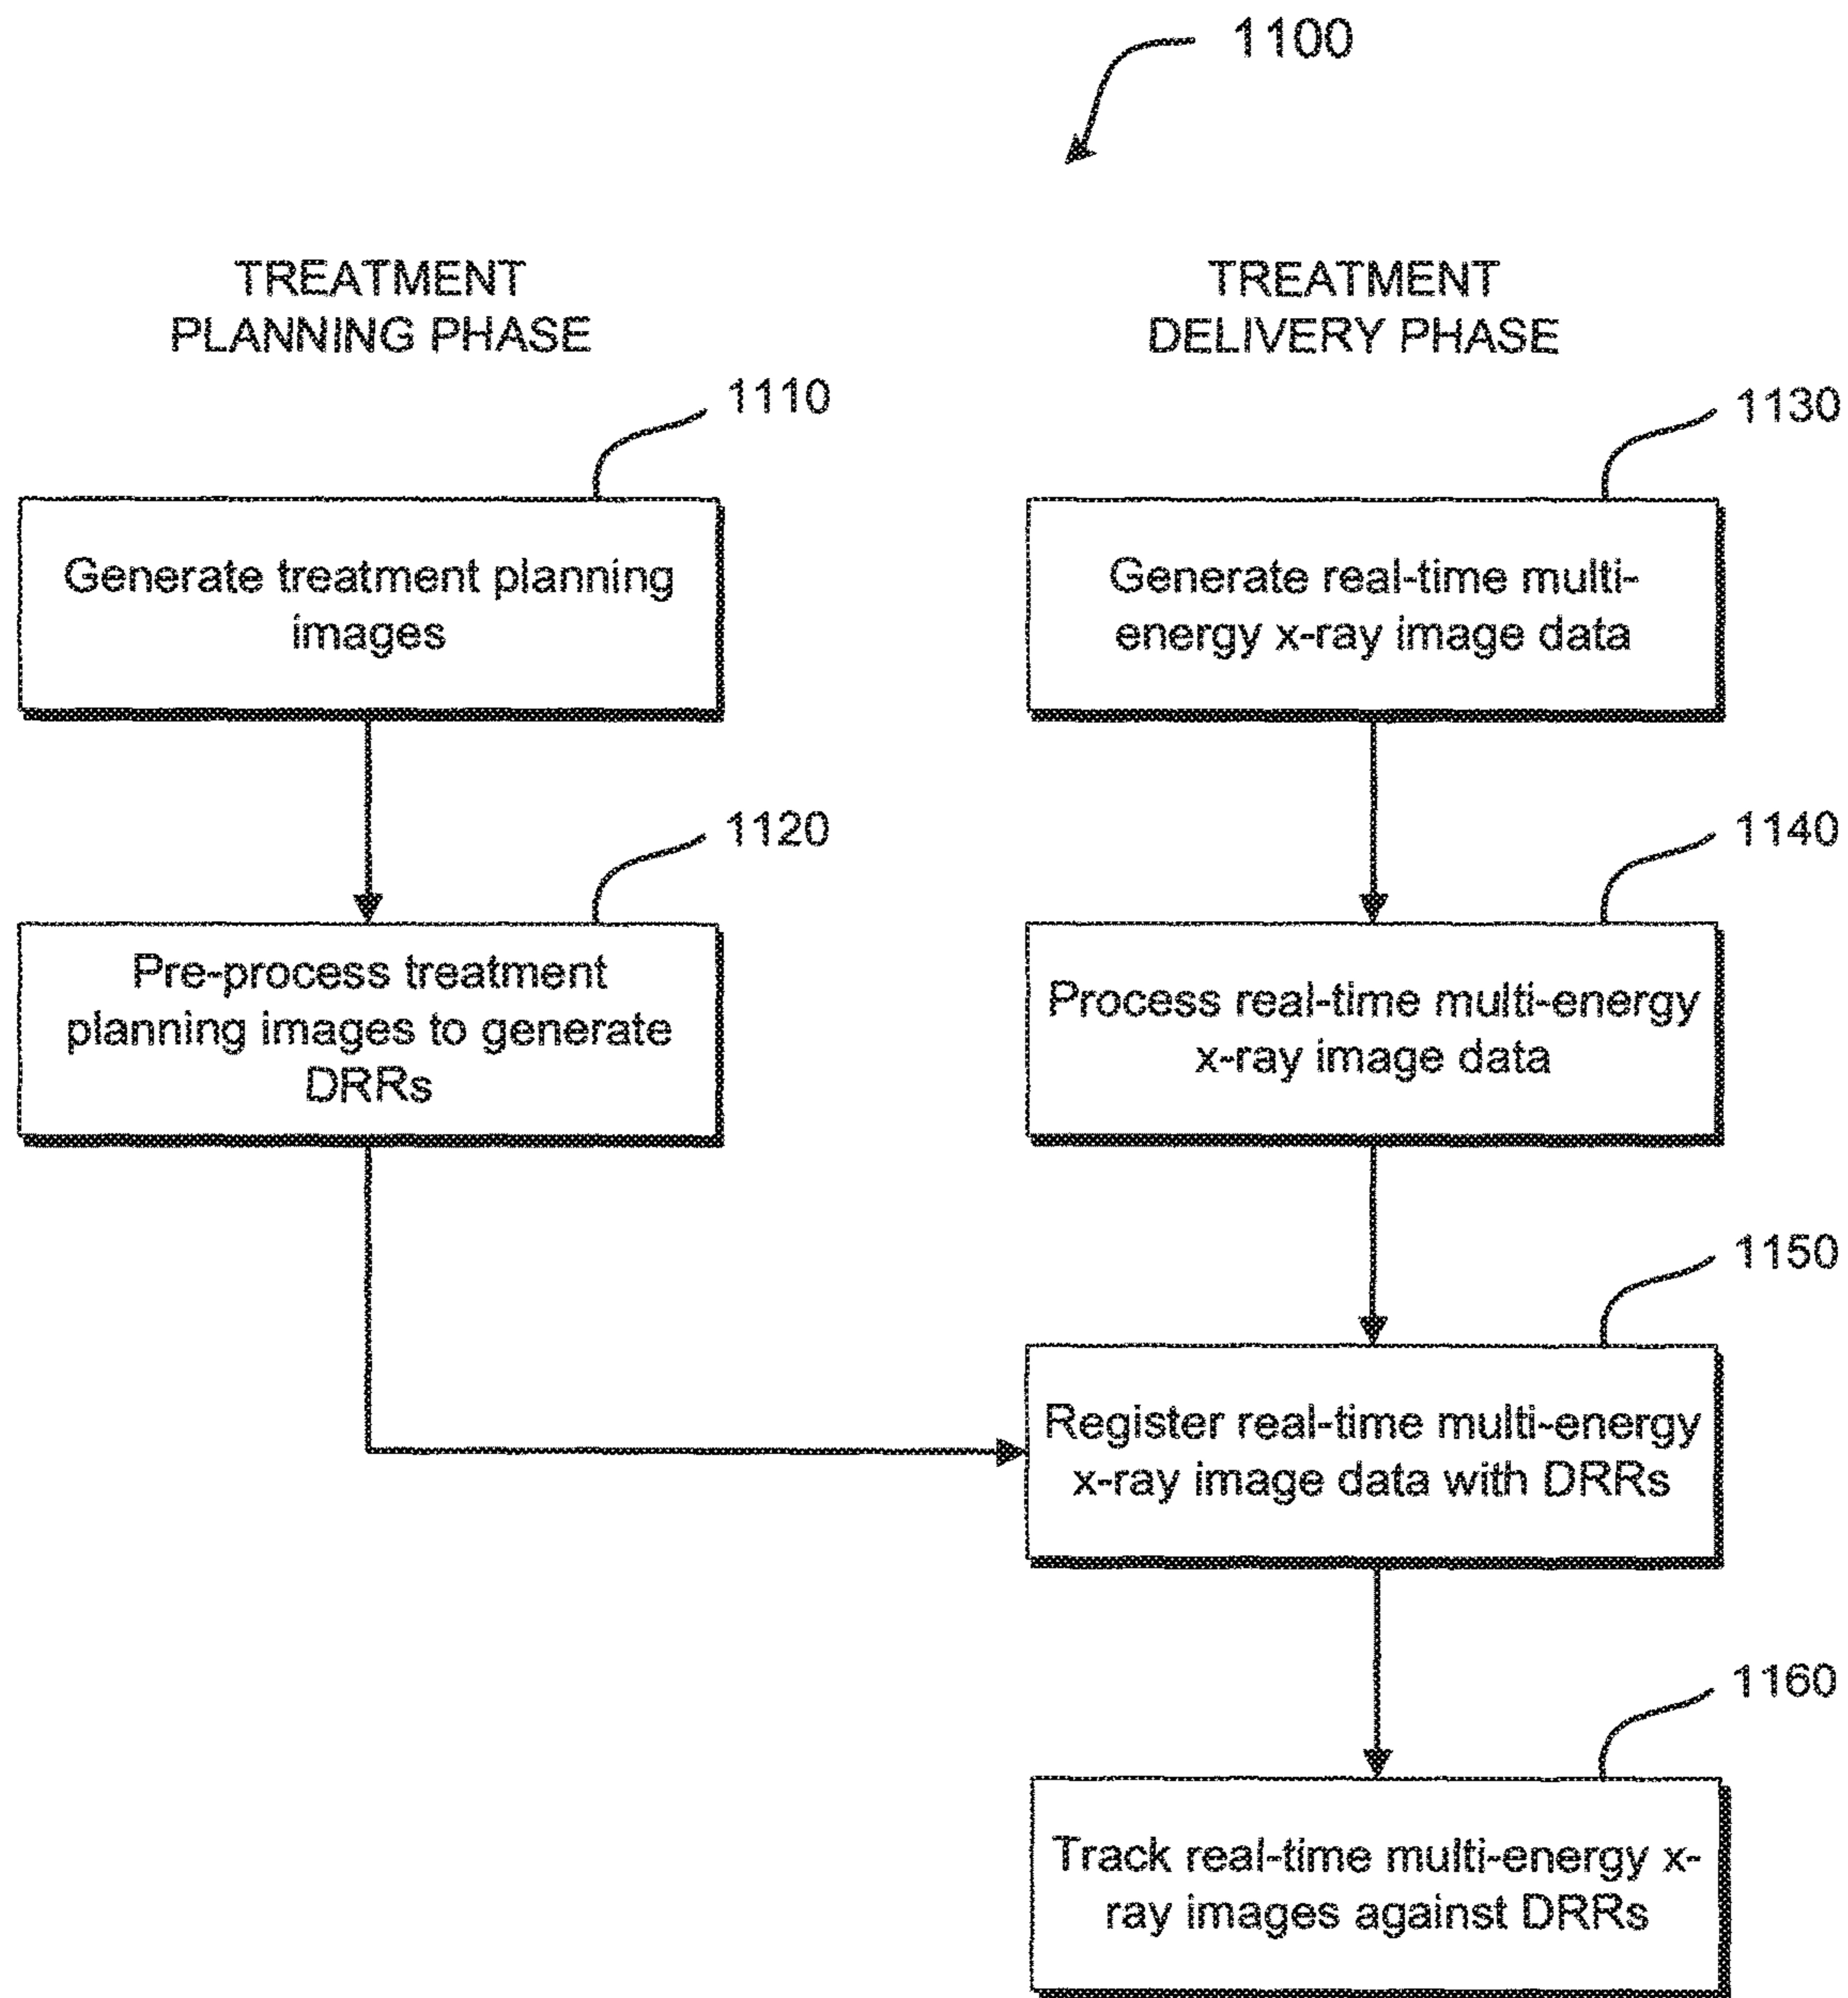 1100
TREATMENT
PLANNING PHASE
1110
Generate treatment planning
images
1120
Pre-process treatment
planning images to generate
DRRs
TREATMENT
DELIVERY PHASE
1130
Generate real-time multi-
energy x-ray image data
1140
Process real-time multi-energy
x-ray image data
1150
Register real-time multi-energy
x-ray image data with DRRs
1160
Track real-time multi-energy x-
ray images against DRRs